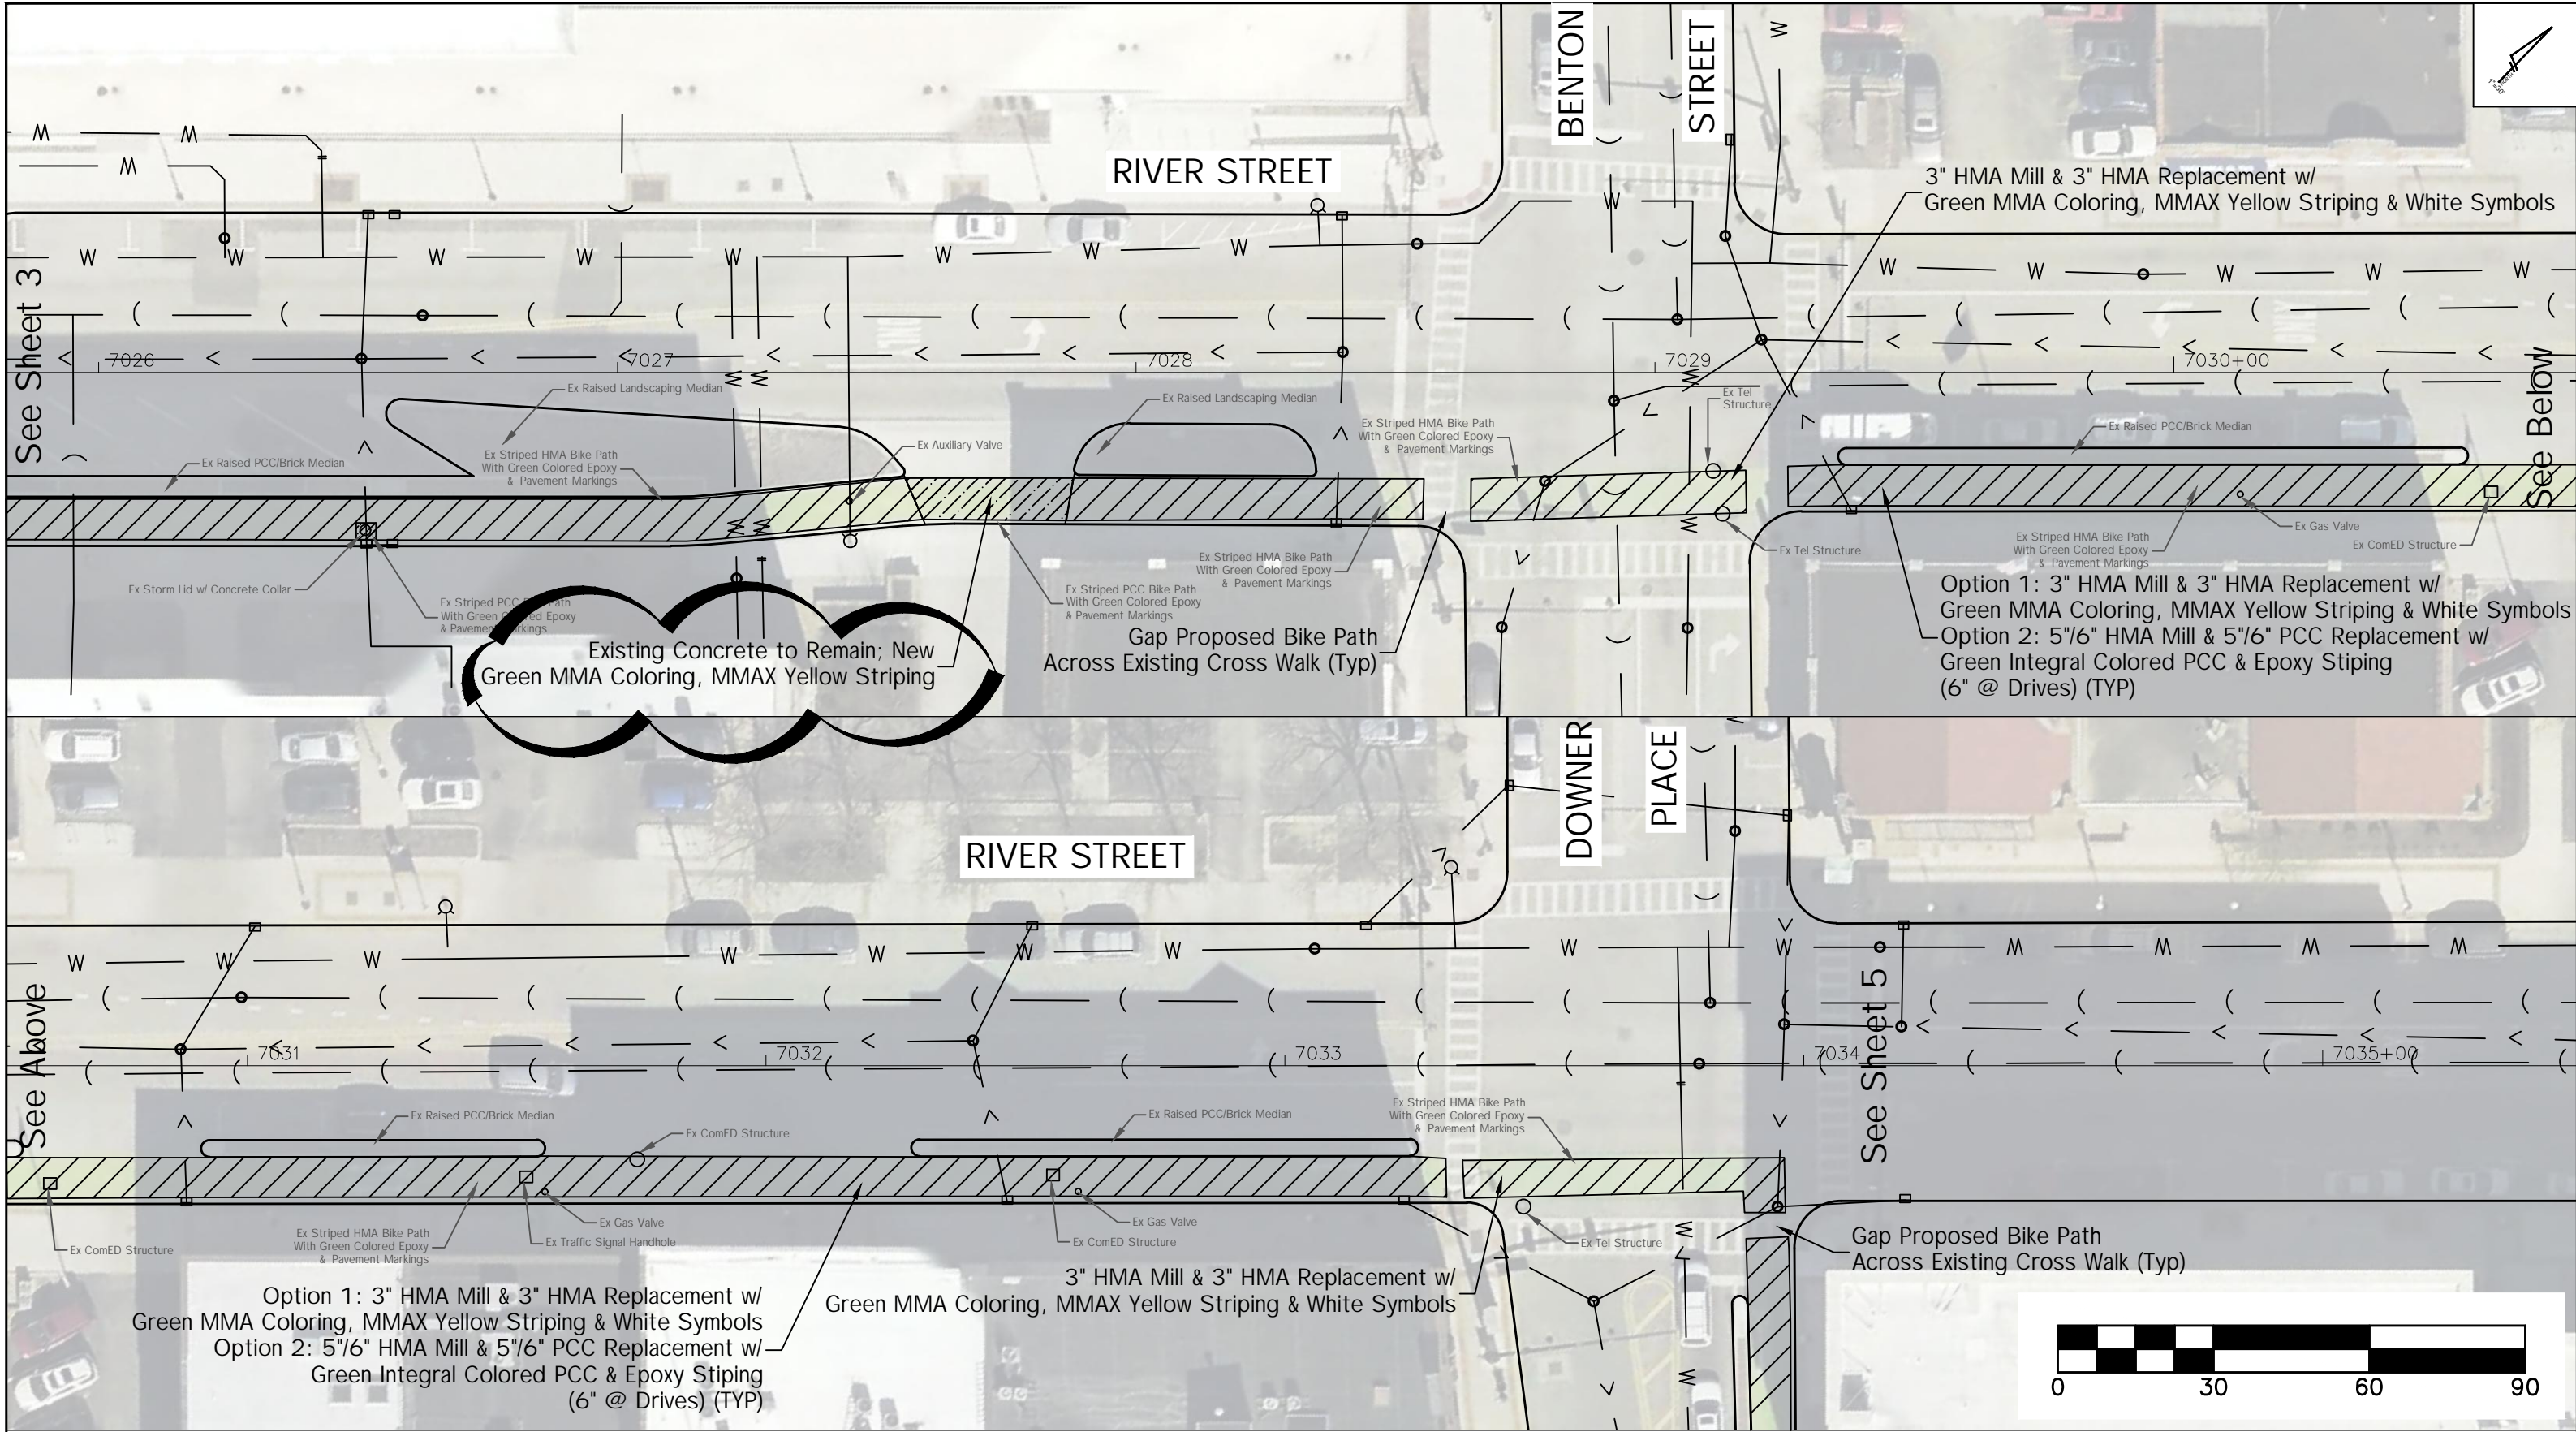 BENTON
STREET
RIVER STREET
3" HMA Mill & 3" HMA Replacement w/
Green MMA Coloring, MMAX Yellow Striping & White Symbols
See Sheet 3
W W W W W W W W W
7026
7027
7028
7029
7030+00
See Below
Ex Raised Landscaping Median
Ex Raised Landscaping Median
Ex Tel
Structure
Ex Striped HMA Bike Path
With Green Colored Epoxy
& Pavement Markings
Ex Raised PCC/Brick Median
Ex Auxiliary Valve
Ex Raised PCC/Brick Median
Ex Striped HMA Bike Path
With Green Colored Epoxy
& Pavement Markings
Ex Gas Valve
Ex ComED Structure
Ex Tel Structure
Ex Striped HMA Bike Path
With Green Colored Epoxy
& Pavement Markings
Ex Striped HMA Bike Path
With Green Colored Epoxy
& Pavement Markings
Ex Storm Lid w/ Concrete Collar
Ex Striped PCC Bike Path
With Green Colored Epoxy
& Pavement Markings
Ex Striped PCC Bike Path
With Green Colored Epoxy
& Pavement Markings
Existing Concrete to Remain; New
Green MMA Coloring, MMAX Yellow Striping
Gap Proposed Bike Path
Across Existing Cross Walk (Typ)
Option 1: 3" HMA Mill & 3" HMA Replacement w/
Green MMA Coloring, MMAX Yellow Striping & White Symbols
Option 2: 5"/6" HMA Mill & 5"/6" PCC Replacement w/
Green Integral Colored PCC & Epoxy Stiping
(6" @ Drives) (TYP)
DOWNER
PLACE
RIVER STREET
See Above
W W W W W W W W
7031
7032
7033
7034
7035+00
See Sheet 5
Ex Raised PCC/Brick Median
Ex ComED Structure
Ex Raised PCC/Brick Median
Ex Striped HMA Bike Path
With Green Colored Epoxy
& Pavement Markings
Ex ComED Structure
Ex Striped HMA Bike Path
With Green Colored Epoxy
& Pavement Markings
Ex Gas Valve
Ex Traffic Signal Handhole
Ex Gas Valve
Ex ComED Structure
Ex Tel Structure
Gap Proposed Bike Path
Across Existing Cross Walk (Typ)
3" HMA Mill & 3" HMA Replacement w/
Green MMA Coloring, MMAX Yellow Striping & White Symbols
Option 1: 3" HMA Mill & 3" HMA Replacement w/
Green MMA Coloring, MMAX Yellow Striping & White Symbols
Option 2: 5"/6" HMA Mill & 5"/6" PCC Replacement w/
Green Integral Colored PCC & Epoxy Stiping
(6" @ Drives) (TYP)
0 30 60 90